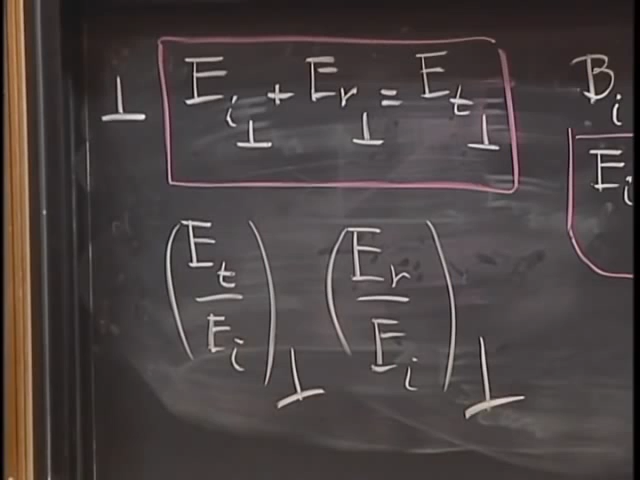 ⊥ E_i⊥ + E_r⊥ = E_t⊥ B_i
E_i
(E_t/E_i)_⊥ (E_r/E_i)_⊥